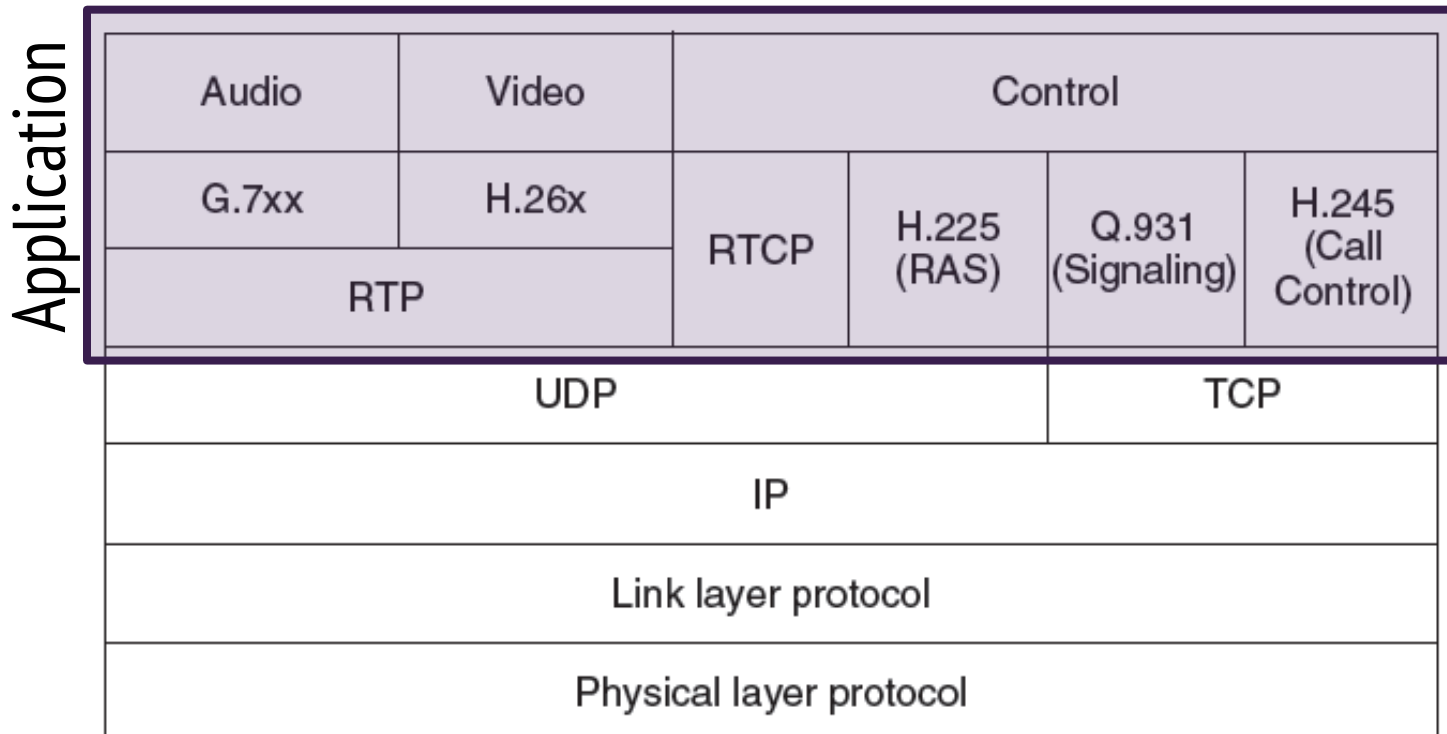 Application
Audio
Video
Control
G.7xx
H.26x
RTP
RTCP
H.225
(RAS)
Q.931
(Signaling)
H.245
(Call
Control)
UDP
TCP
IP
Link layer protocol
Physical layer protocol